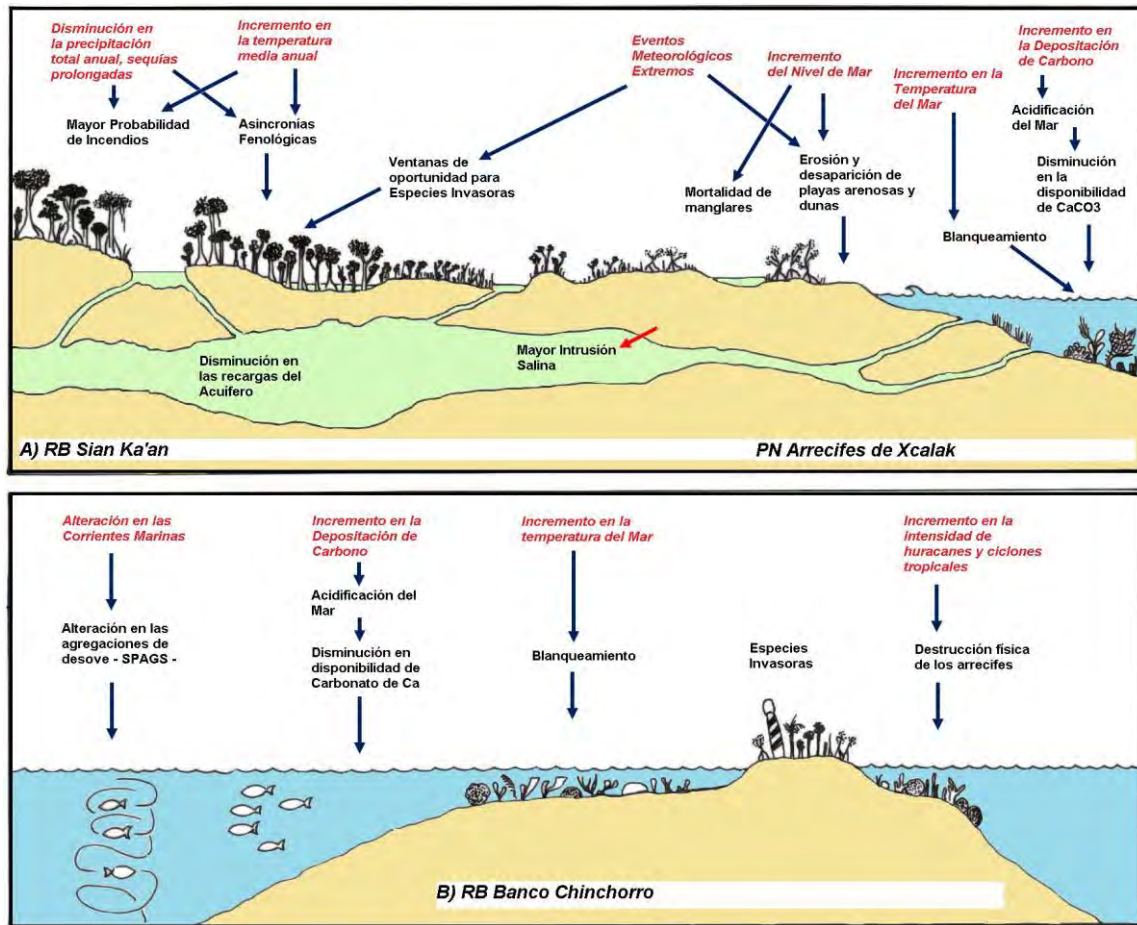 Disminución en
la precipitación
total anual, sequías
prolongadas
Incremento en
la temperatura
media anual
Eventos
Meteorológicos
Extremos
Incremento
del Nivel de Mar
Incremento en la
Temperatura
del Mar
Incremento en
la Depositación
de Carbono
Mayor Probabilidad
de Incendios
Asincronías
Fenológicas
Ventanas de
oportunidad para
Especies Invasoras
Mortalidad de
manglares
Erosión y
desaparición de
playas arenosas y
dunas
Acidificación
del Mar
Disminución
en la
disponibilidad
de CaCO3
Blanqueamiento
Disminución en
las recargas del
Acuífero
Mayor Intrusión
Salina
A) RB Sian Ka'an
PN Arrecifes de Xcalak
Alteración en las
Corrientes Marinas
Incremento en la
Depositación de
Carbono
Incremento en la
temperatura del Mar
Incremento en la
intensidad de
huracanes y ciclones
tropicales
Alteración en las
agregaciones de
desove - SPAGS -
Acidificación del
Mar
Disminución en
disponibilidad de
Carbonato de Ca
Blanqueamiento
Especies
Invasoras
Destrucción física
de los arrecifes
B) RB Banco Chinchorro